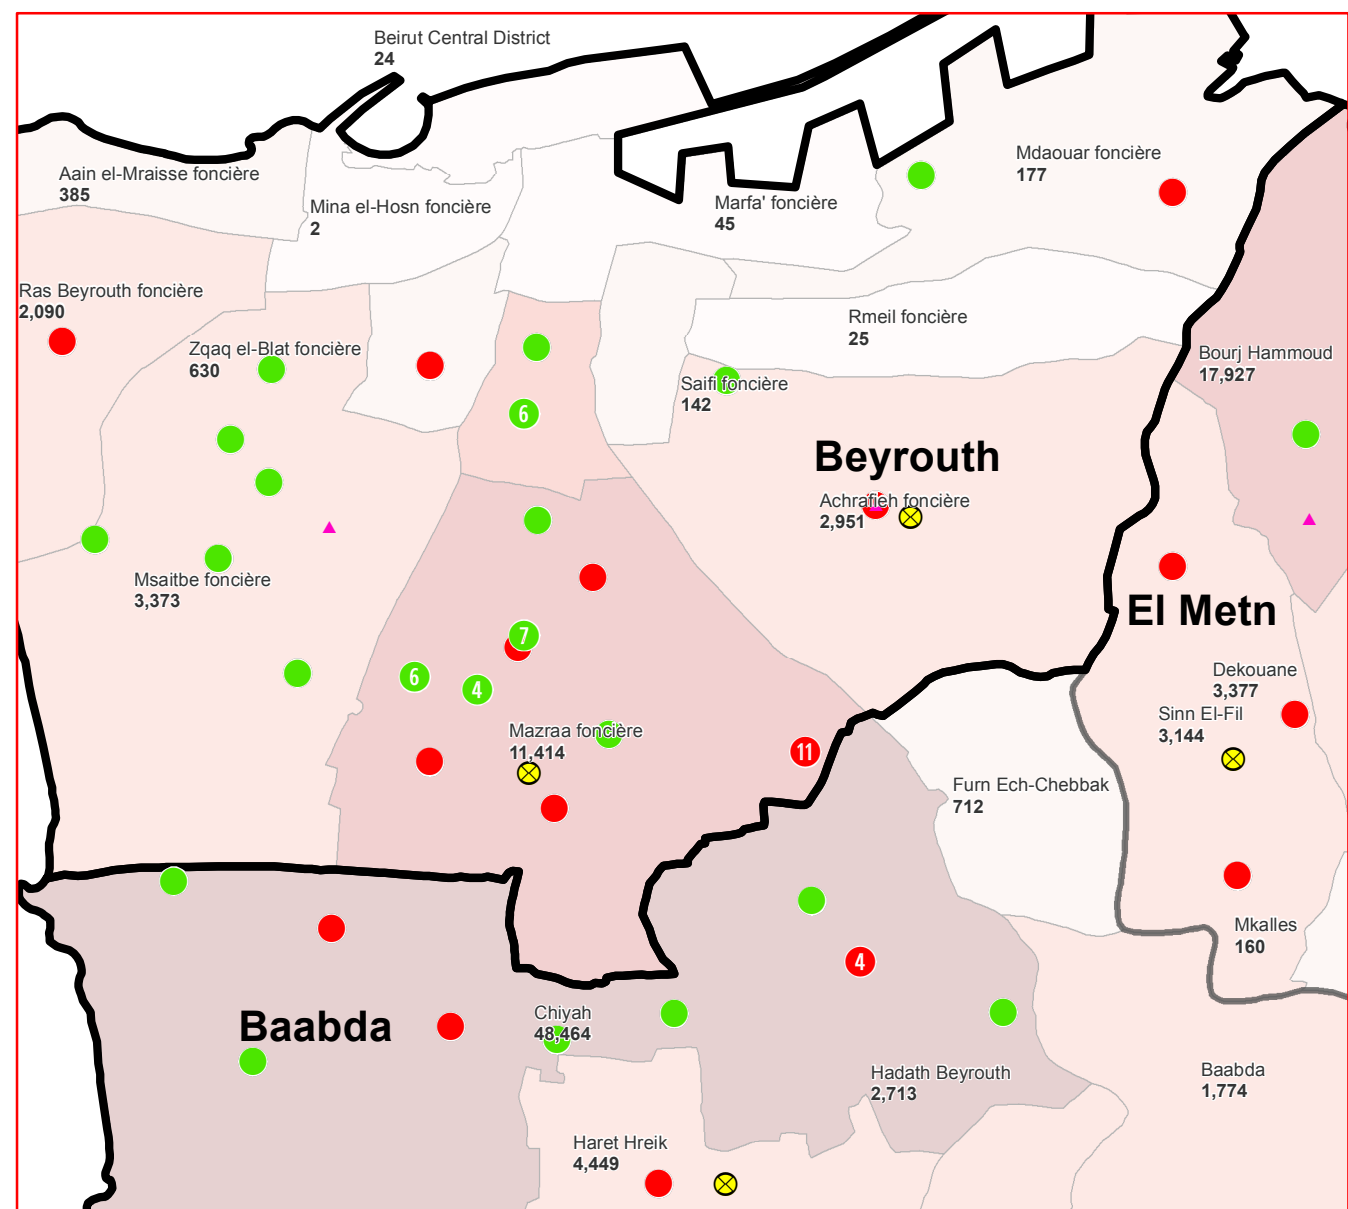 Beirut Central District
24
Aain el-Mraisse foncière
385
Mina el-Hosn foncière
2
Marfa' foncière
45
Mdaouar foncière
177
Ras Beyrouth foncière
2,090
Zqaq el-Blat foncière
630
Rmeil foncière
25
Bourj Hammoud
17,927
Saifi foncière
142
6
Beyrouth
Achrafieh foncière
2,951
Msaitbe foncière
3,373
El Metn
7
6
4
Dekouane
3,377
Sinn El-Fil
3,144
Mazraa foncière
11,414
11
Furn Ech-Chebbak
712
Mkalles
160
4
Baabda
Chiyah
48,464
Hadath Beyrouth
2,713
Baabda
1,774
Haret Hreik
4,449